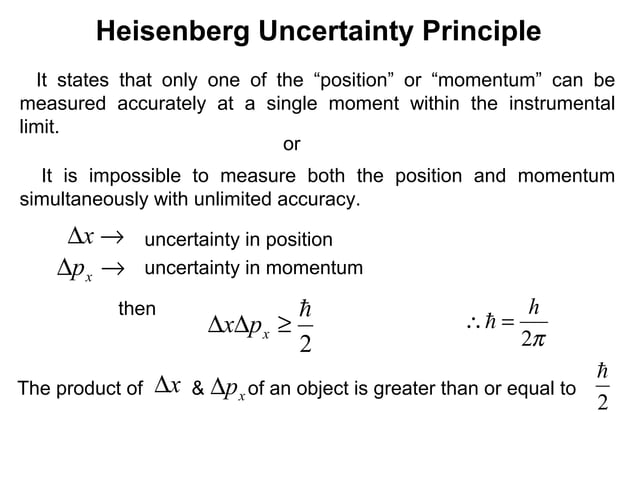 Heisenberg Uncertainty Principle
It states that only one of the “position” or “momentum” can be
measured accurately at a single moment within the instrumental
limit.
or
It is impossible to measure both the position and momentum
simultaneously with unlimited accuracy.
Δx → uncertainty in position
Δpₓ → uncertainty in momentum
then ΔxΔpₓ ≥ ℏ/2 ∴ ℏ = h/2π
The product of Δx & Δpₓ of an object is greater than or equal to ℏ/2